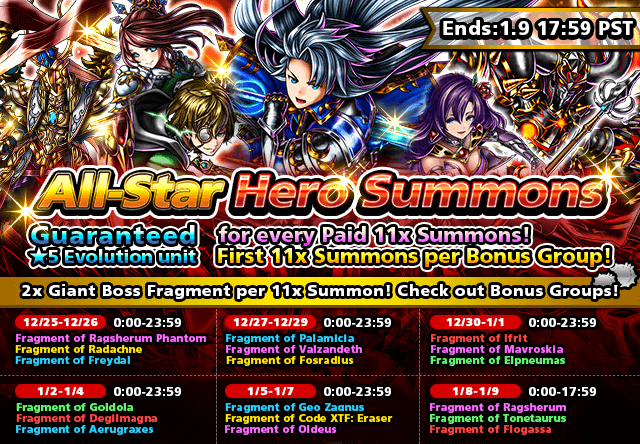 Ends:1.9 17:59 PST
All-Star Hero Summons
Guaranteed ★5 Evolution unit
for every Paid 11x Summons!
First 11x Summons per Bonus Group!
2x Giant Boss Fragment per 11x Summon! Check out Bonus Groups!
12/25-12/26 0:00-23:59
Fragment of Ragsherum Phantom
Fragment of Radachne
Fragment of Freydal
12/27-12/29 0:00-23:59
Fragment of Palamicia
Fragment of Valzandeth
Fragment of Fosradius
12/30-1/1 0:00-23:59
Fragment of Ifrit
Fragment of Mavroskia
Fragment of Elpneumas
1/2-1/4 0:00-23:59
Fragment of Goldola
Fragment of Degilmagna
Fragment of Aerugraxes
1/5-1/7 0:00-23:59
Fragment of Geo Zagnus
Fragment of Code XTF: Eraser
Fragment of Oldeus
1/8-1/9 0:00-17:59
Fragment of Ragsherum
Fragment of Tonetaurus
Fragment of Flogassa